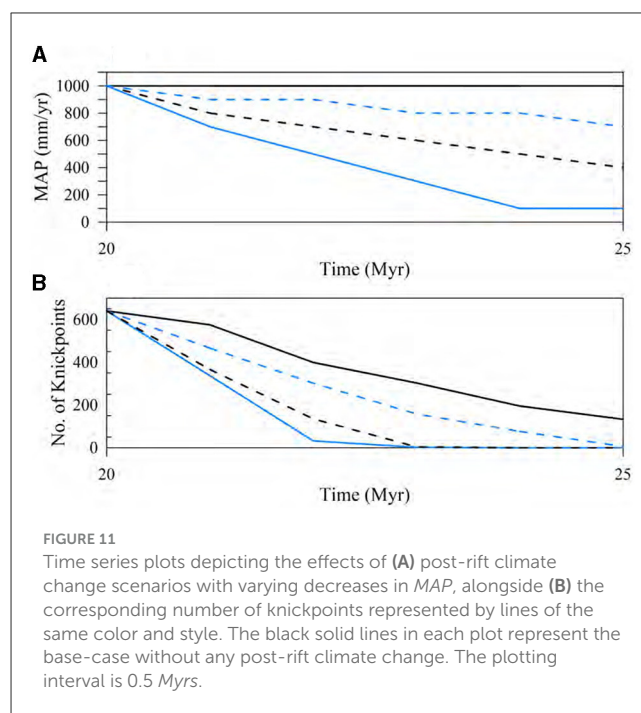 A
MAP (mm/yr)
1000
800
600
400
200
0
20
25
Time (Myr)
B
No. of Knickpoints
600
400
200
0
20
25
Time (Myr)
FIGURE 11
Time series plots depicting the effects of (A) post-rift climate
change scenarios with varying decreases in MAP, alongside (B) the
corresponding number of knickpoints represented by lines of the
same color and style. The black solid lines in each plot represent the
base-case without any post-rift climate change. The plotting
interval is 0.5 Myrs.